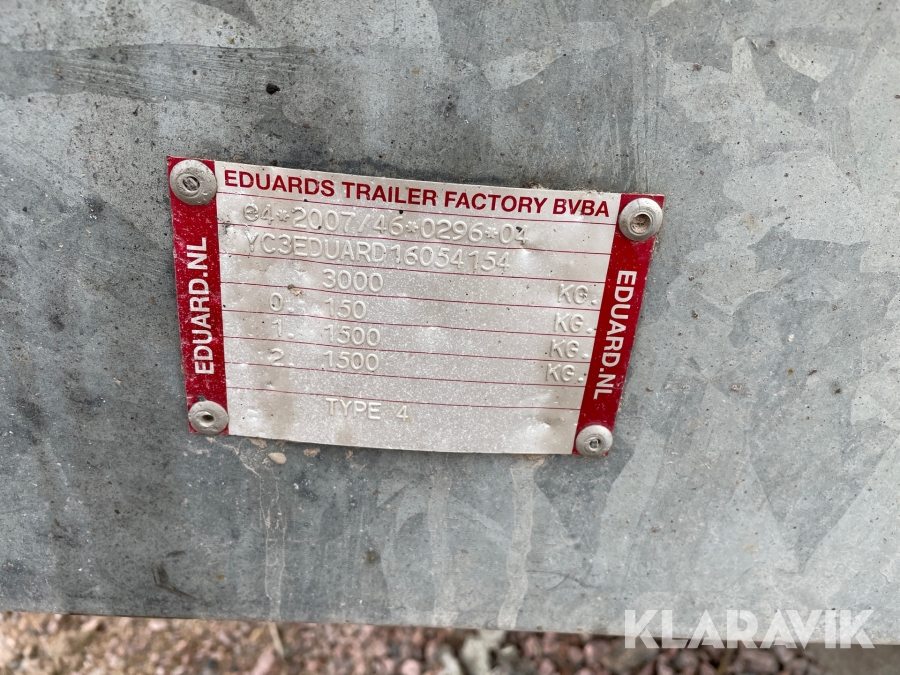 EDUARDS TRAILER FACTORY BVBA
e4*2007/46*0296*04
YC3EDUARD16054154
3000 KG.
0. 150 KG.
1. 1500 KG.
2. 1500 KG.
TYPE 4
EDUARD.NL
EDUARD.NL
KLARAVIK